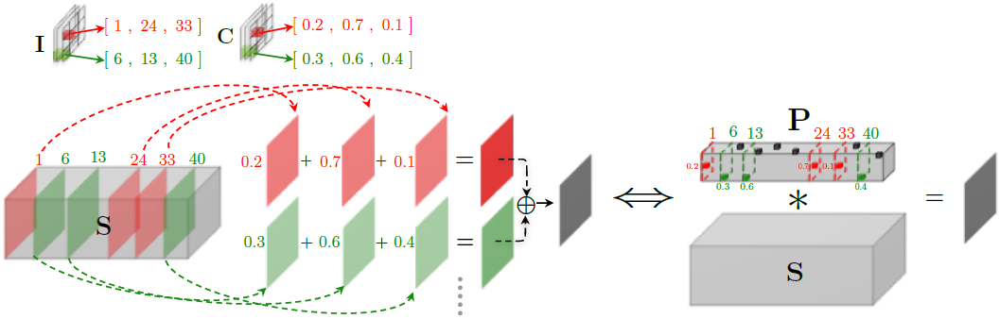 I [ 1 , 24 , 33 ] C [ 0.2 , 0.7 , 0.1 ]
[ 6 , 13 , 40 ] [ 0.3 , 0.6 , 0.4 ]
1 6 13 24 33 40
S
0.2 + 0.7 + 0.1 =
0.3 + 0.6 + 0.4 =
⊕ ⟺
P
1 6 13 24 33 40
0.2 0.7 0.1
0.3 0.6 0.4
* =
S